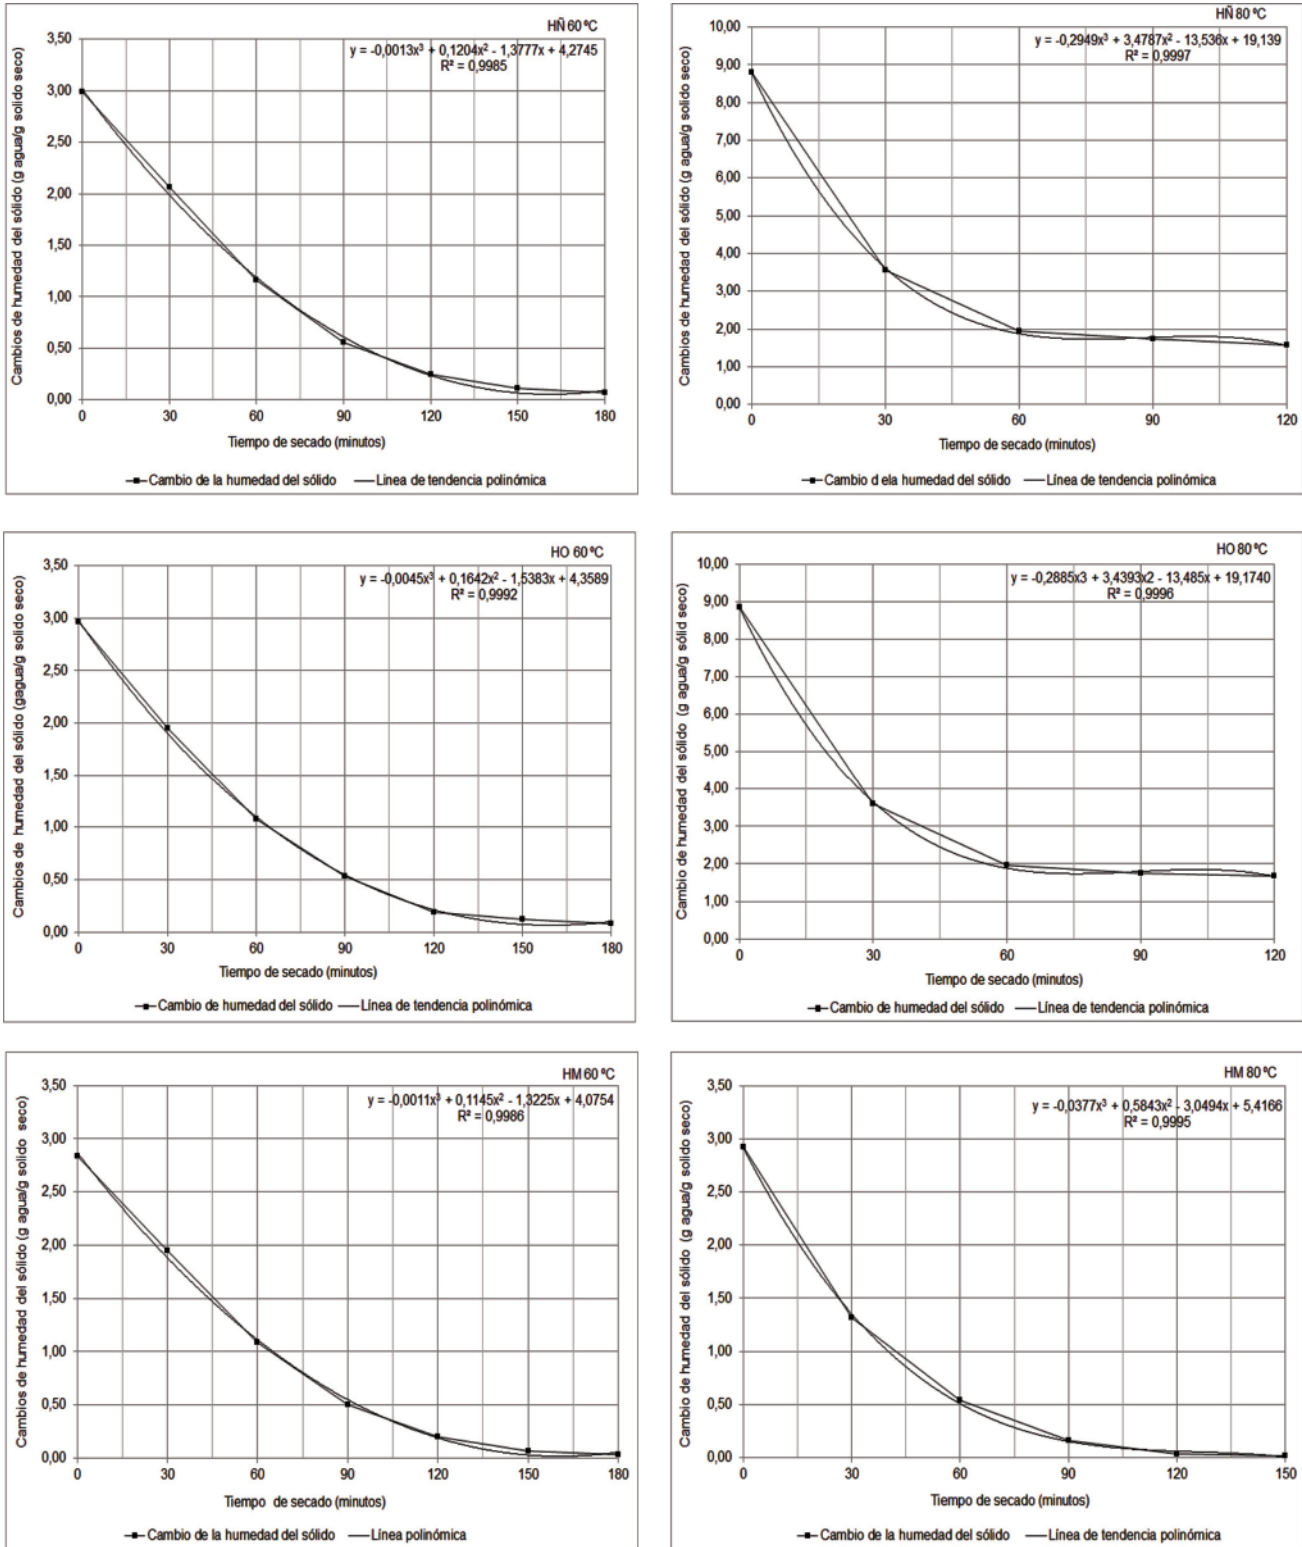 HÑ 60 ºC
y = -0,0013x³ + 0,1204x² - 1,3777x + 4,2745
R² = 0,9985
Cambios de humedad del sólido (g agua/g solido seco)
3,50
3,00
2,50
2,00
1,50
1,00
0,50
0,00
0 30 60 90 120 150 180
Tiempo de secado (minutos)
Cambio de la humedad del sólido Linea de tendencia polinómica
HÑ 80 ºC
y = -0,2949x³ + 3,4787x² - 13,536x + 19,139
R² = 0,9997
Cambios de humedad del sólido (g agua/g solido seco)
10,00
9,00
8,00
7,00
6,00
5,00
4,00
3,00
2,00
1,00
0,00
0 30 60 90 120
Tiempo de secado (minutos)
Cambio d ela humedad del sólido Línea de tendencia polinómica
HO 60 ºC
y = -0,0045x³ + 0,1642x² - 1,5383x + 4,3589
R² = 0,9992
Cambios de humedad del sólido (gagua/g solido seco)
3,50
3,00
2,50
2,00
1,50
1,00
0,50
0,00
0 30 60 90 120 150 180
Tiempo de secado (minutos)
Cambio de humedad del sólido Línea de tendencia polinómica
HO 80 ºC
y = -0,2885x3 + 3,4393x2 - 13,485x + 19,1740
R² = 0,9996
Cambio de humedad del sólido (g agua/g sólid seco)
10,00
9,00
8,00
7,00
6,00
5,00
4,00
3,00
2,00
1,00
0,00
0 30 60 90 120
Tiempo de secado (minutos)
Cambio de humedad del sólido Línea de tendencia polinómica
HM 60 ºC
y = -0,0011x³ + 0,1145x² - 1,3225x + 4,0754
R² = 0,9986
Cambios de humedad del sólido (g agua/g solido seco)
3,50
3,00
2,50
2,00
1,50
1,00
0,50
0,00
0 30 60 90 120 150 180
Tiempo de secado (minutos)
Cambio de la humedad del sólido Línea polinómica
HM 80 ºC
y = -0,0377x³ + 0,5843x² - 3,0494x + 5,4166
R² = 0,9995
Cambio de humedad del sólido (g agua/g solido seco)
3,50
3,00
2,50
2,00
1,50
1,00
0,50
0,00
0 30 60 90 120 150
Tiempo de secado (minutos)
Cambio de humedad del sólido Línea de tendencia polinómica